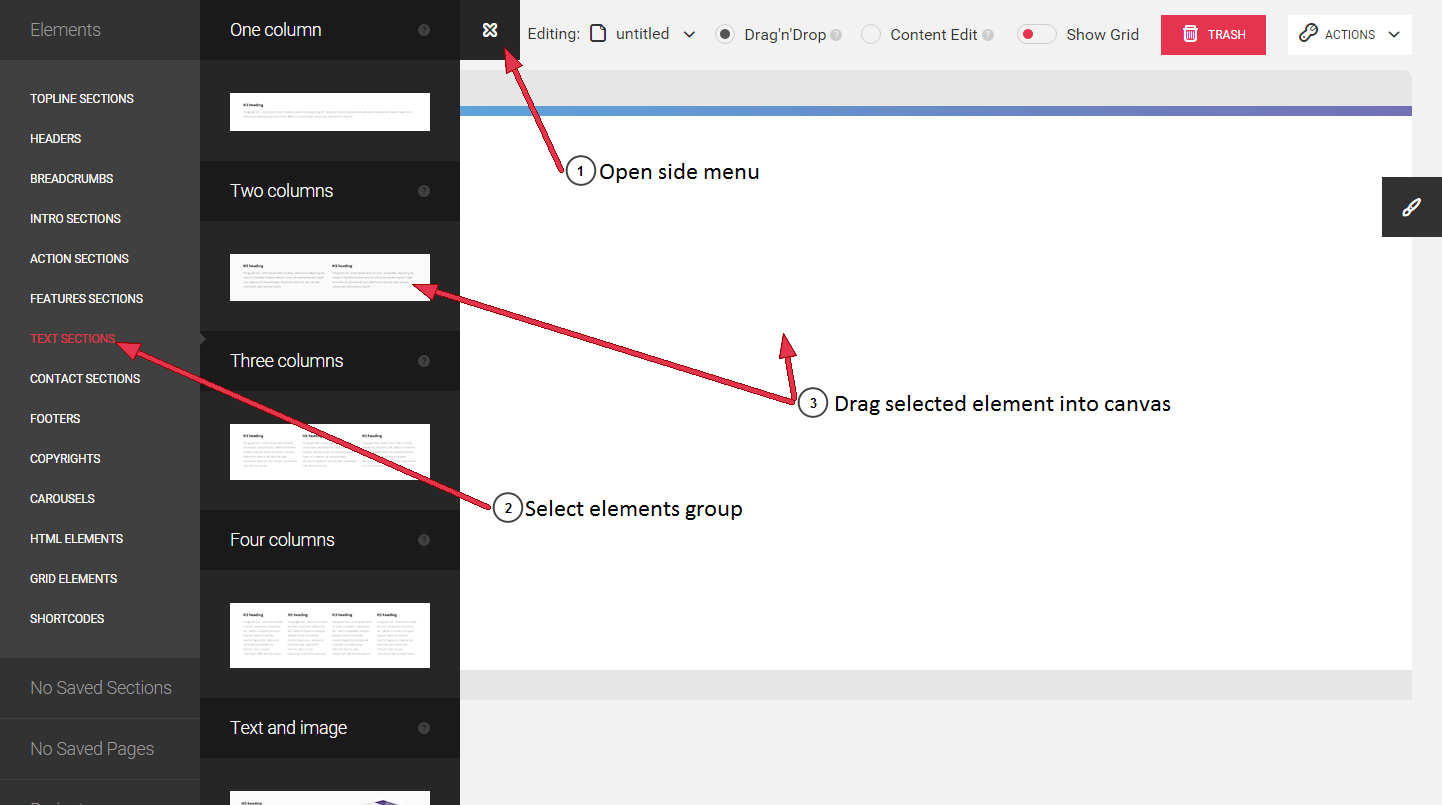 Elements
TOPLINE SECTIONS
HEADERS
BREADCRUMBS
INTRO SECTIONS
ACTION SECTIONS
FEATURES SECTIONS
TEXT SECTIONS
CONTACT SECTIONS
FOOTERS
COPYRIGHTS
CAROUSELS
HTML ELEMENTS
GRID ELEMENTS
SHORTCODES
No Saved Sections
No Saved Pages
One column ?
H3 heading
Two columns ?
H3 heading H3 heading
Three columns ?
H3 heading H3 heading
Four columns ?
H3 heading H3 heading H3 heading H3 heading
Text and image ?
H3 heading
Editing: untitled Drag'n'Drop ? Content Edit ? Show Grid TRASH ACTIONS
1 Open side menu
3 Drag selected element into canvas
2 Select elements group